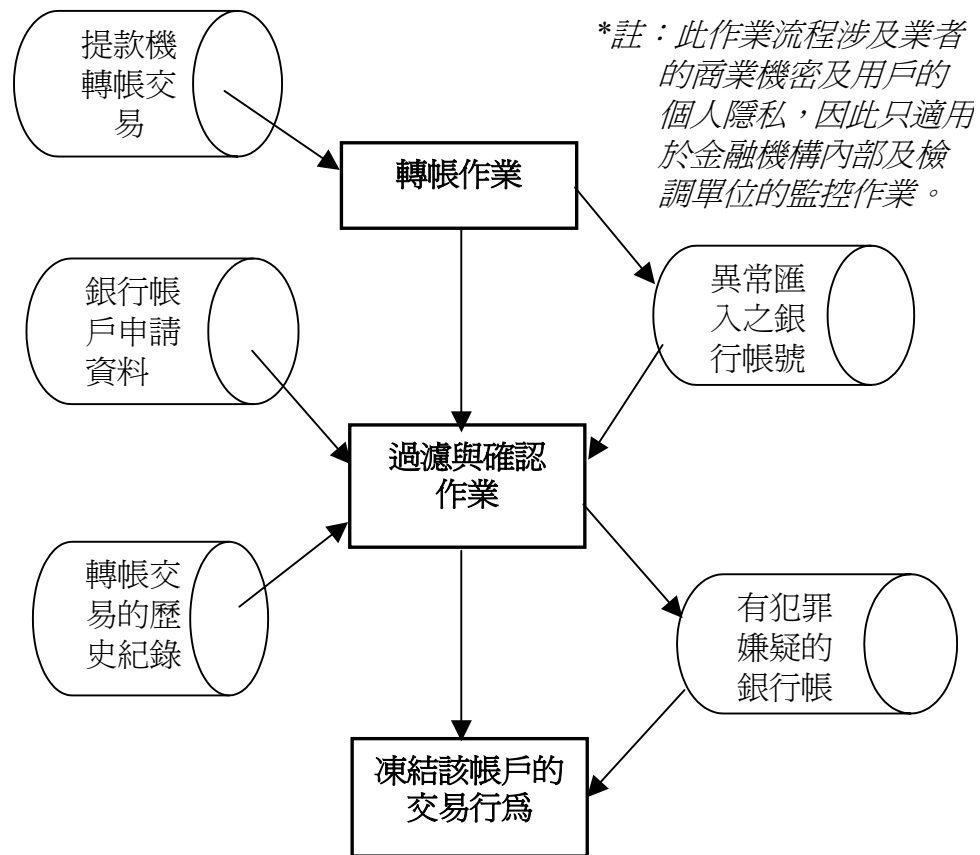 提款機
轉帳交
易
*註：此作業流程涉及業者
的商業機密及用戶的
個人隱私，因此只適用
於金融機構內部及檢
調單位的監控作業。
轉帳作業
銀行帳
戶申請
資料
異常匯
入之銀
行帳號
過濾與確認
作業
轉帳交
易的歷
史紀錄
有犯罪
嫌疑的
銀行帳
凍結該帳戶的
交易行為